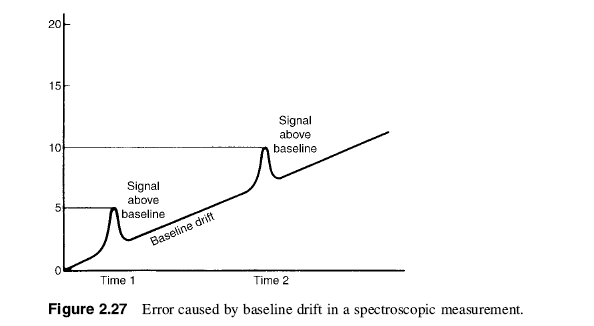 20
Signal
above
baseline
15
10
Signal
above
baseline
5
Baseline drift
0
Time 1
Time 2
Figure 2.27 Error caused by baseline drift in a spectroscopic measurement.